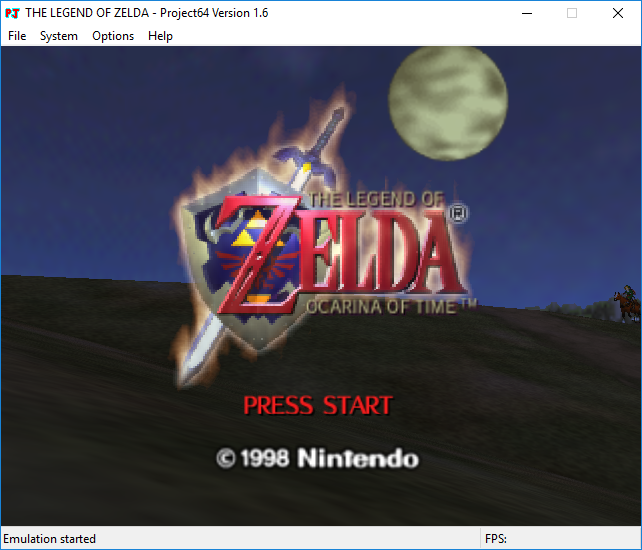 THE LEGEND OF ZELDA - Project64 Version 1.6
File System Options Help
THE LEGEND OF
ZELDA®
OCARINA OF TIME™
PRESS START
© 1998 Nintendo
Emulation started FPS: